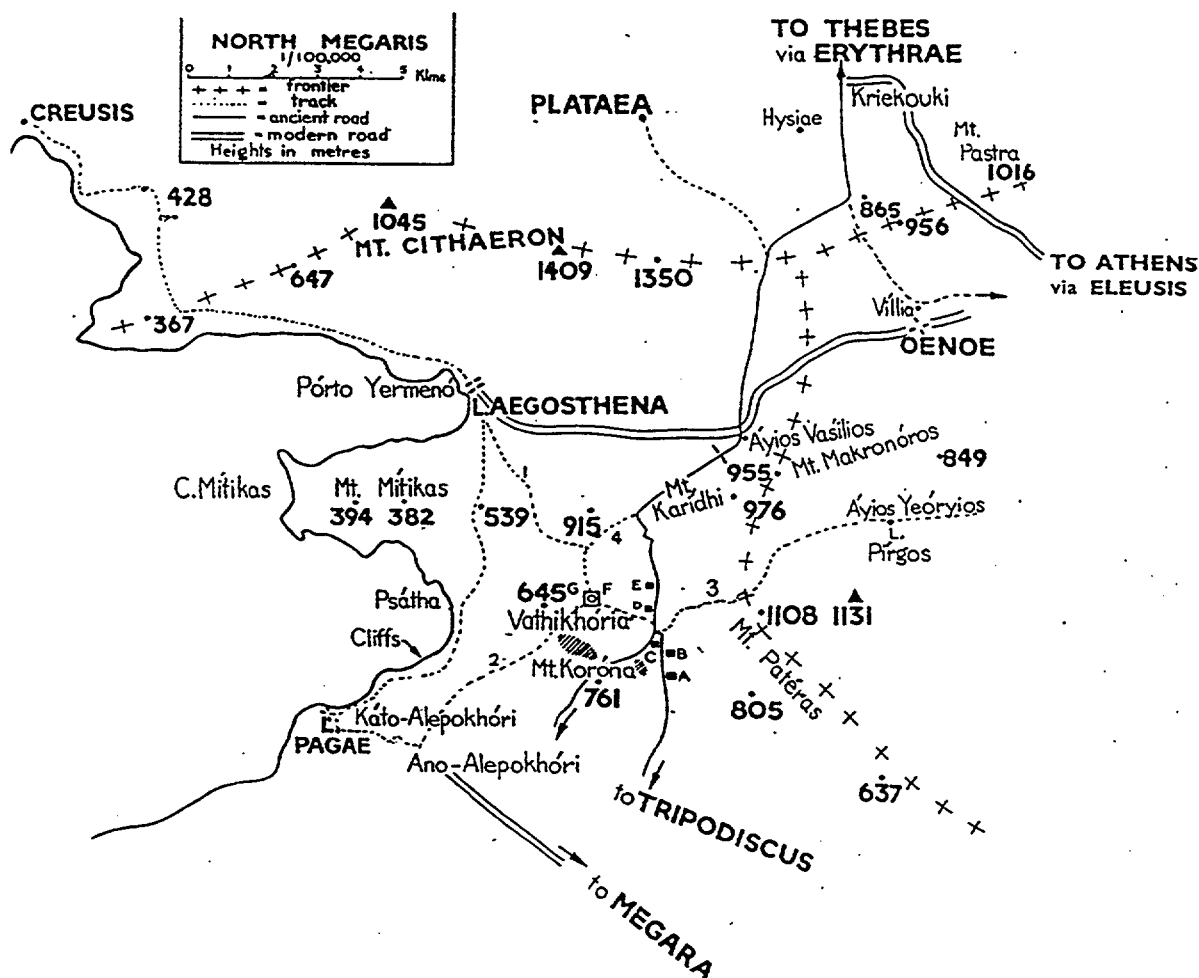 NORTH MEGARIS
1/100,000
0 1 2 3 4 5 Klms
+ + + + = frontier
........ = track
= ancient road
= modern road
Heights in metres
TO THEBES
via ERYTHRAE
CREUSIS
PLATAEA
Hysiae
Kriekouki
Mt.
Pastra
1016
428
1045
865
956
MT. CITHAERON
647
1409
1350
TO ATHENS
via ELEUSIS
367
Víllia
OENOE
Pórto Yermenó
LAEGOSTHENA
Áyios Vasílios
C. Mítikas
Mt. Mítikas
394 382
539
915
1
4
955
Mt. Makronóros
849
Mt.
Karídhi
976
Áyios Yeóryios
L.
Pírgos
Psátha
645
G
F
E
D
3
Vathikhória
1108
1131
Cliffs
2
C
B
A
Mt. Korona
761
Mt. Patéras
805
L
PAGAE
Káto-Alepokhóri
Ano-Alepokhóri
637
to TRIPODISCUS
to MEGARA